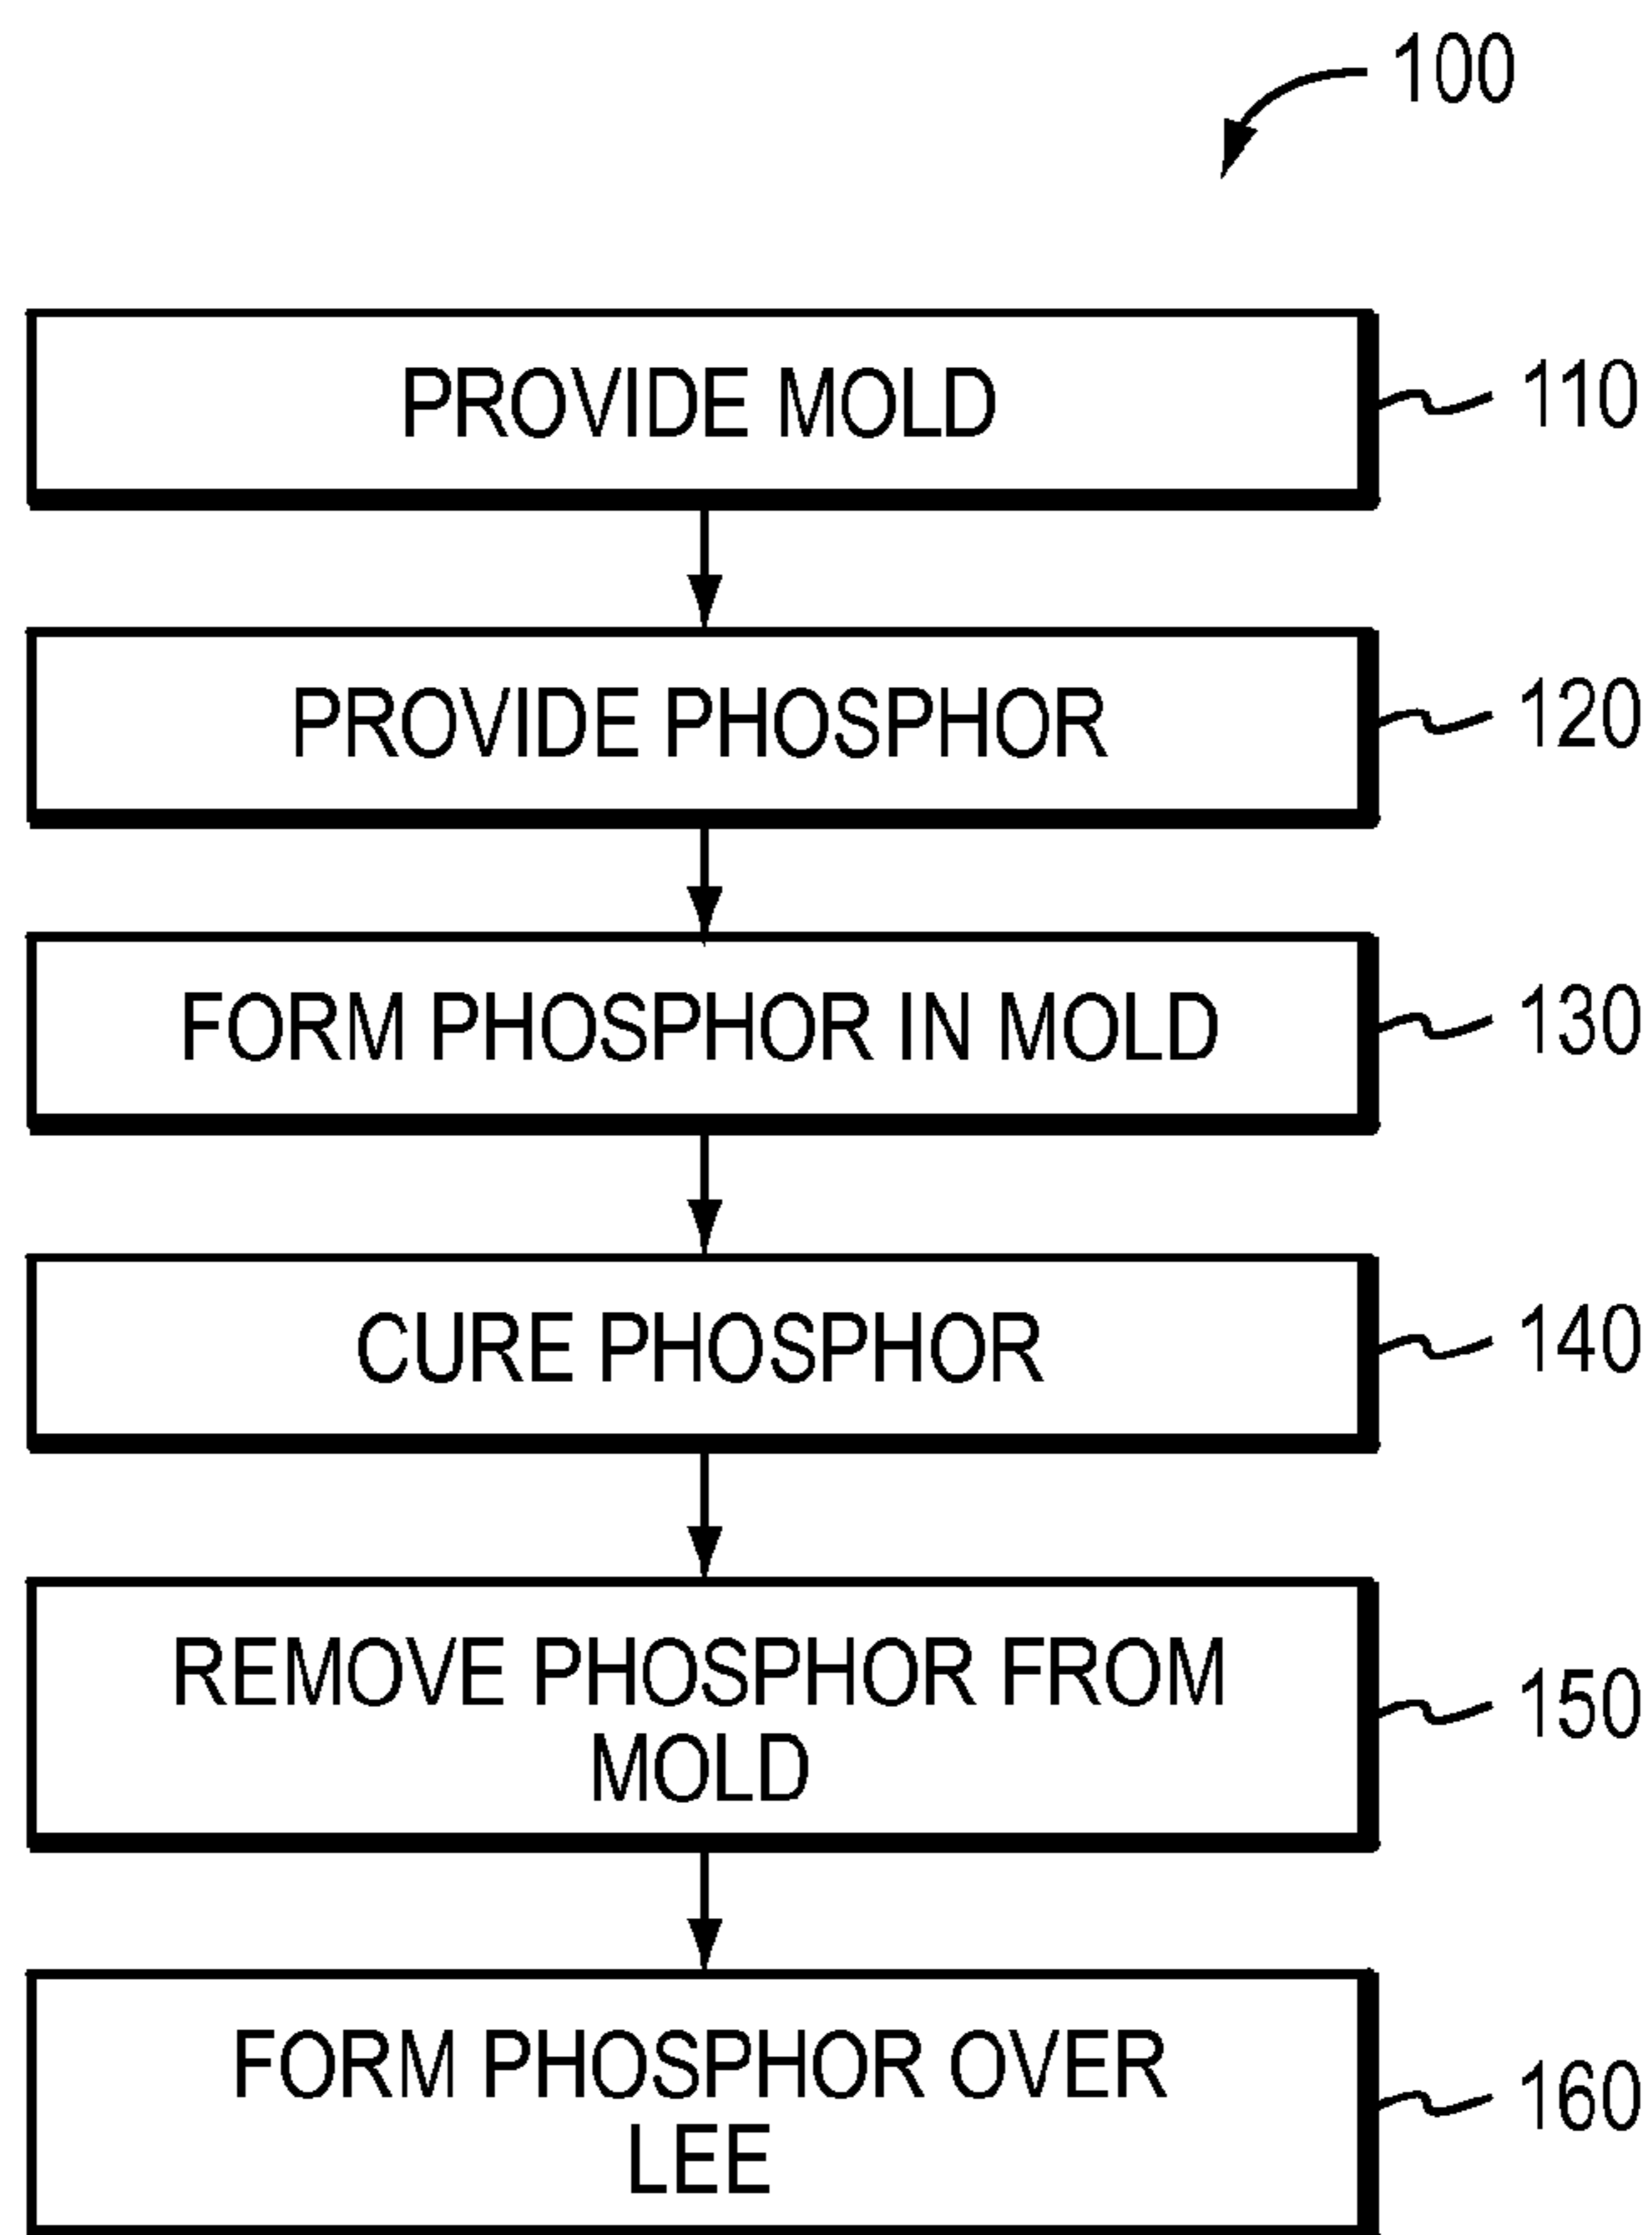 100
PROVIDE MOLD
110
PROVIDE PHOSPHOR
120
FORM PHOSPHOR IN MOLD
130
CURE PHOSPHOR
140
REMOVE PHOSPHOR FROM
MOLD
150
FORM PHOSPHOR OVER
LEE
160